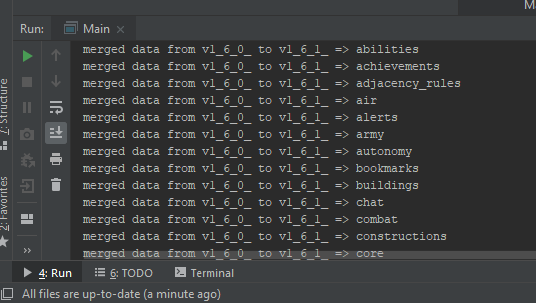 Ma
Run:
Main
merged data from v1_6_0_ to v1_6_1_ => abilities
merged data from v1_6_0_ to v1_6_1_ => achievements
merged data from v1_6_0_ to v1_6_1_ => adjacency_rules
merged data from v1_6_0_ to v1_6_1_ => air
merged data from v1_6_0_ to v1_6_1_ => alerts
merged data from v1_6_0_ to v1_6_1_ => army
merged data from v1_6_0_ to v1_6_1_ => autonomy
merged data from v1_6_0_ to v1_6_1_ => bookmarks
merged data from v1_6_0_ to v1_6_1_ => buildings
merged data from v1_6_0_ to v1_6_1_ => chat
merged data from v1_6_0_ to v1_6_1_ => combat
merged data from v1_6_0_ to v1_6_1_ => constructions
merged data from v1_6_0_ to v1_6_1_ => core
7: Structure
2: Favorites
4: Run
6: TODO
Terminal
All files are up-to-date (a minute ago)